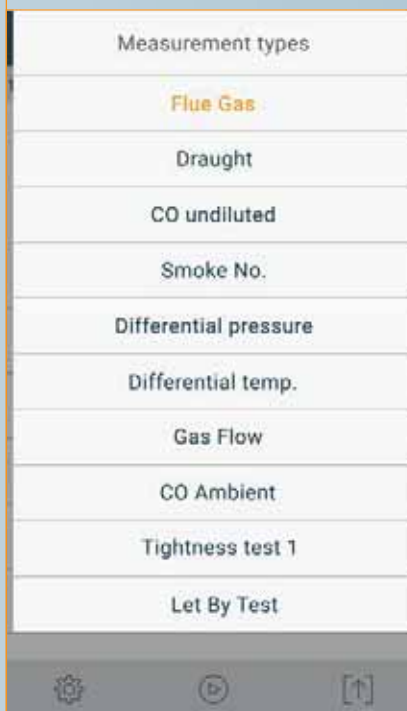 Measurement types
Flue Gas
Draught
CO undiluted
Smoke No.
Differential pressure
Differential temp.
Gas Flow
CO Ambient
Tightness test 1
Let By Test